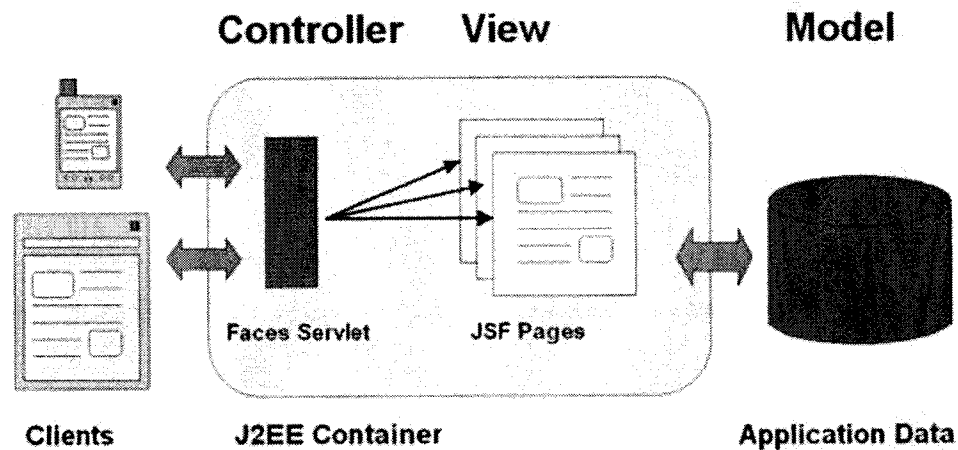 Controller View Model
Faces Servlet JSF Pages
Clients J2EE Container Application Data